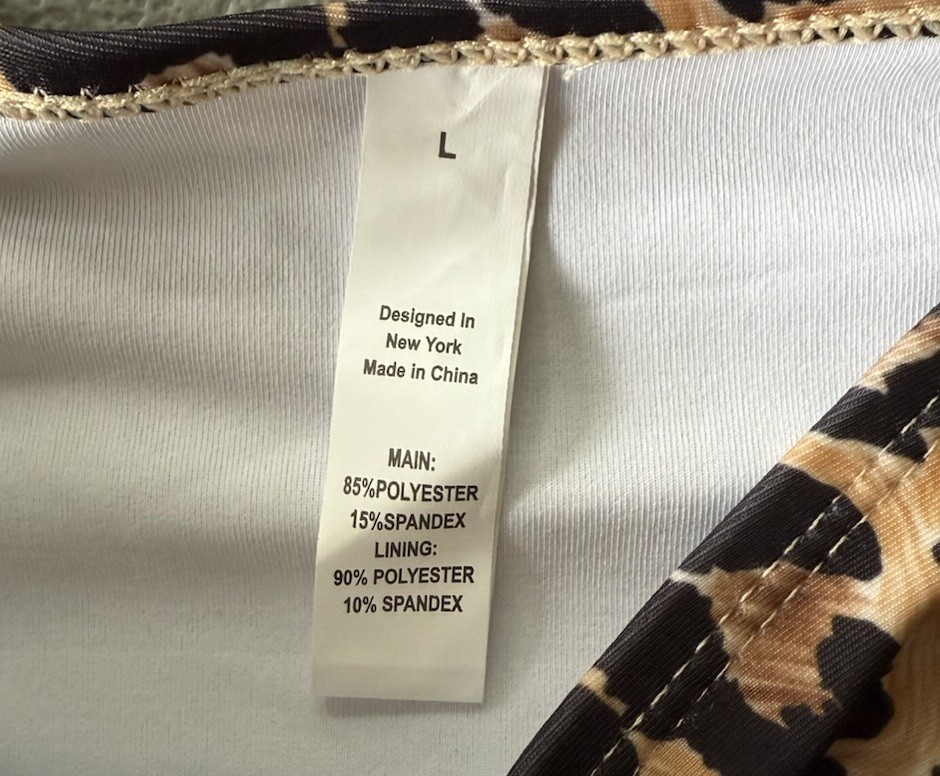 L
Designed In
New York
Made in China
MAIN:
85%POLYESTER
15%SPANDEX
LINING:
90% POLYESTER
10% SPANDEX